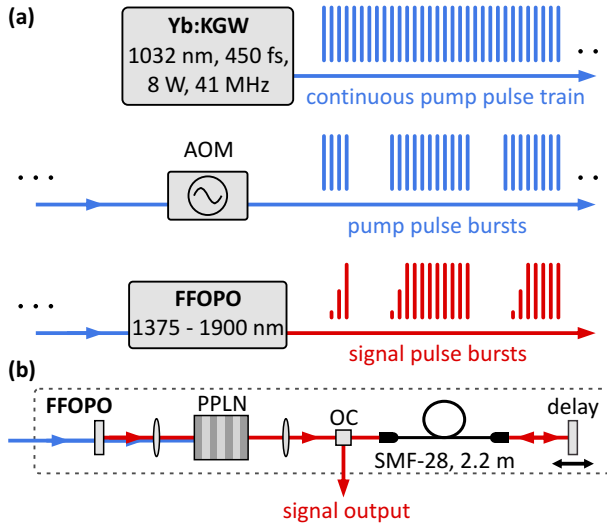 (a)
Yb:KGW
1032 nm, 450 fs,
8 W, 41 MHz
. .
continuous pump pulse train
AOM
. . .
. .
pump pulse bursts
. . .
FFOPO
1375 - 1900 nm
signal pulse bursts
(b)
FFOPO
PPLN
OC
delay
SMF-28, 2.2 m
signal output